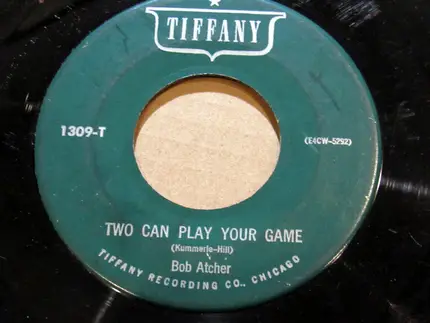 TIFFANY
1309-T
(E4CW-5292)
TWO CAN PLAY YOUR GAME
(Kummerle-Hill)
Bob Atcher
TIFFANY RECORDING CO., CHICAGO